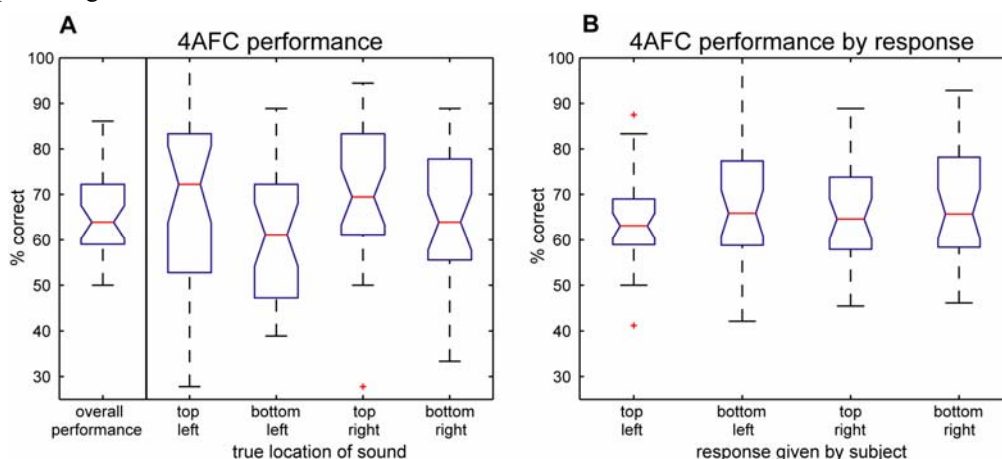 A
4AFC performance
100
90
80
70
60
50
40
30
% correct
overall performance
top left
bottom left
top right
bottom right
true location of sound
B
4AFC performance by response
100
90
80
70
60
50
40
30
% correct
top left
bottom left
top right
bottom right
response given by subject